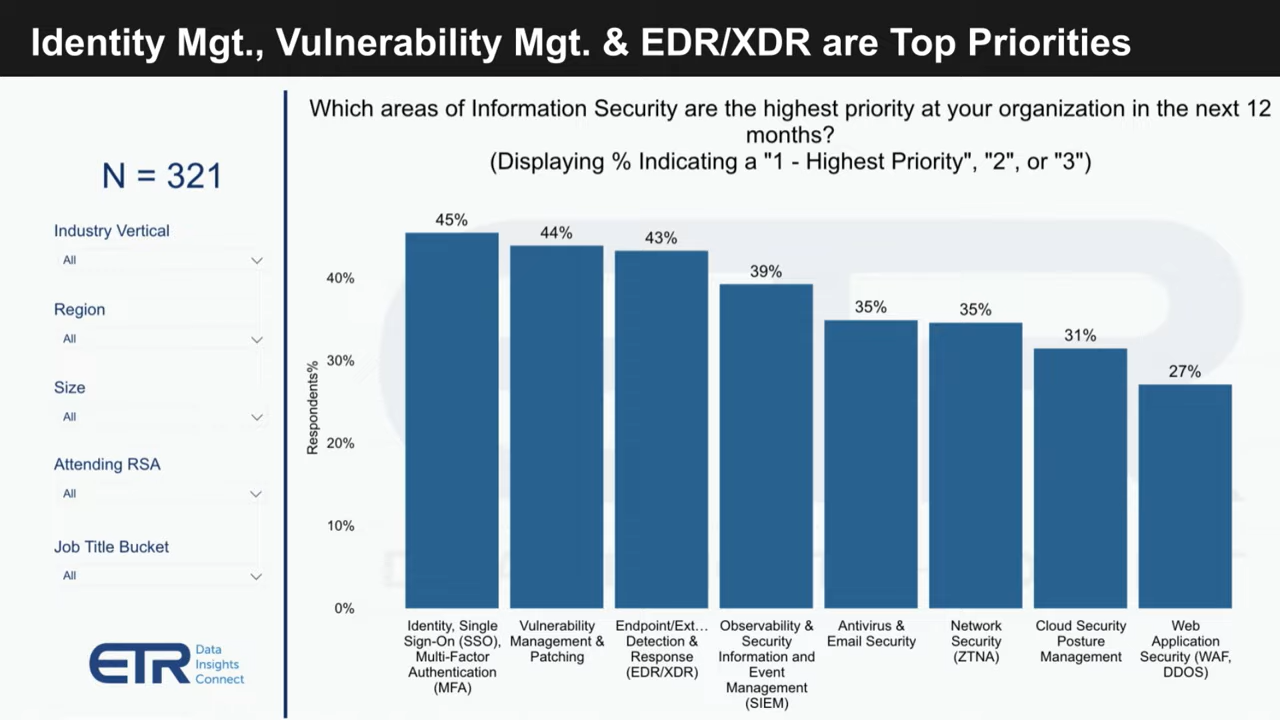 Identity Mgt., Vulnerability Mgt. & EDR/XDR are Top Priorities
N = 321
Industry Vertical
All
Region
All
Size
All
Attending RSA
All
Job Title Bucket
All
ETR
Data
Insights
Connect
Which areas of Information Security are the highest priority at your organization in the next 12
months?
(Displaying % Indicating a "1 - Highest Priority", "2", or "3")
Respondents%
40%
30%
20%
10%
0%
45%
44%
43%
39%
35%
35%
31%
27%
Identity, Single
Sign-On (SSO),
Multi-Factor
Authentication
(MFA)
Vulnerability
Management &
Patching
Endpoint/Ext...
Detection &
Response
(EDR/XDR)
Observability &
Security
Information and
Event
Management
(SIEM)
Antivirus &
Email Security
Network
Security
(ZTNA)
Cloud Security
Posture
Management
Web
Application
Security (WAF,
DDOS)